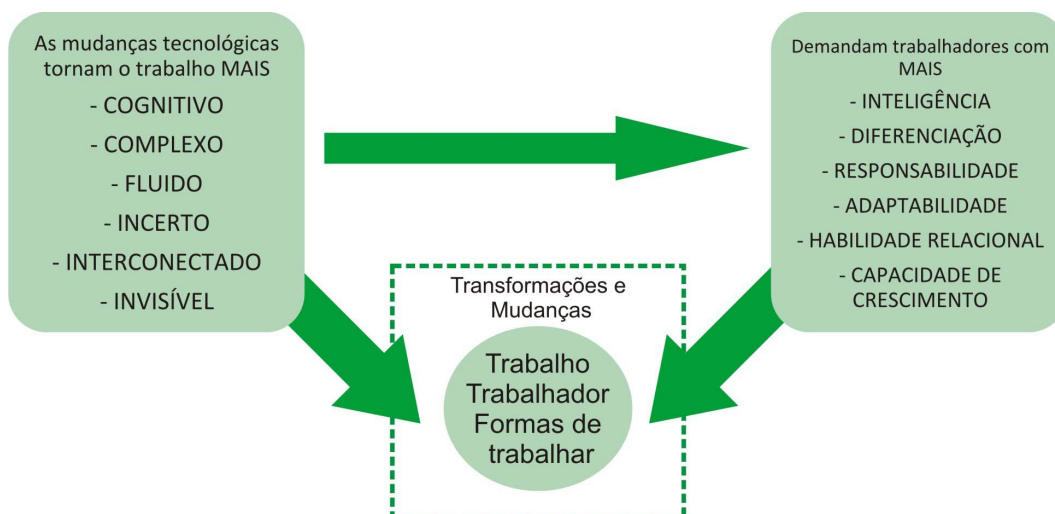 As mudanças tecnológicas
tornam o trabalho MAIS
- COGNITIVO
- COMPLEXO
- FLUIDO
- INCERTO
- INTERCONECTADO
- INVISÍVEL
Demandam trabalhadores com
MAIS
- INTELIGÊNCIA
- DIFERENCIAÇÃO
- RESPONSABILIDADE
- ADAPTABILIDADE
- HABILIDADE RELACIONAL
- CAPACIDADE DE
CRESCIMENTO
Transformações e
Mudanças
Trabalho
Trabalhador
Formas de
trabalhar